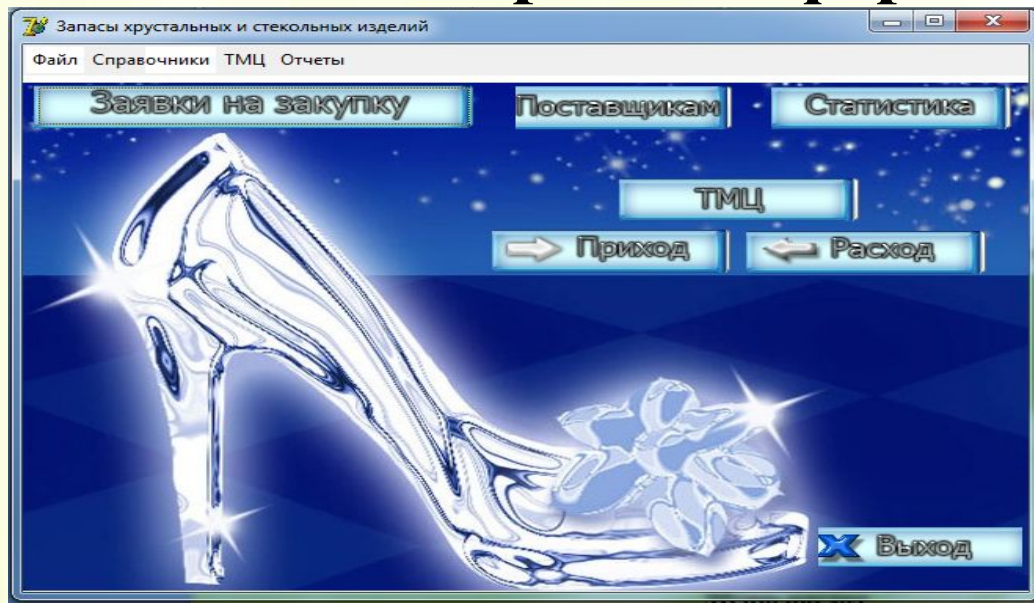 Запасы хрустальных и стекольных изделий
Файл Справочники ТМЦ Отчеты
Заявки на закупку Поставщикам Статистика
ТМЦ
Приход Расход
Выход